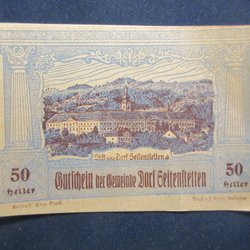 Stift und Dorf Seitenstetten
50 50
Heller Heller
Gutschein der Gemeinde Dorf Seitenstetten